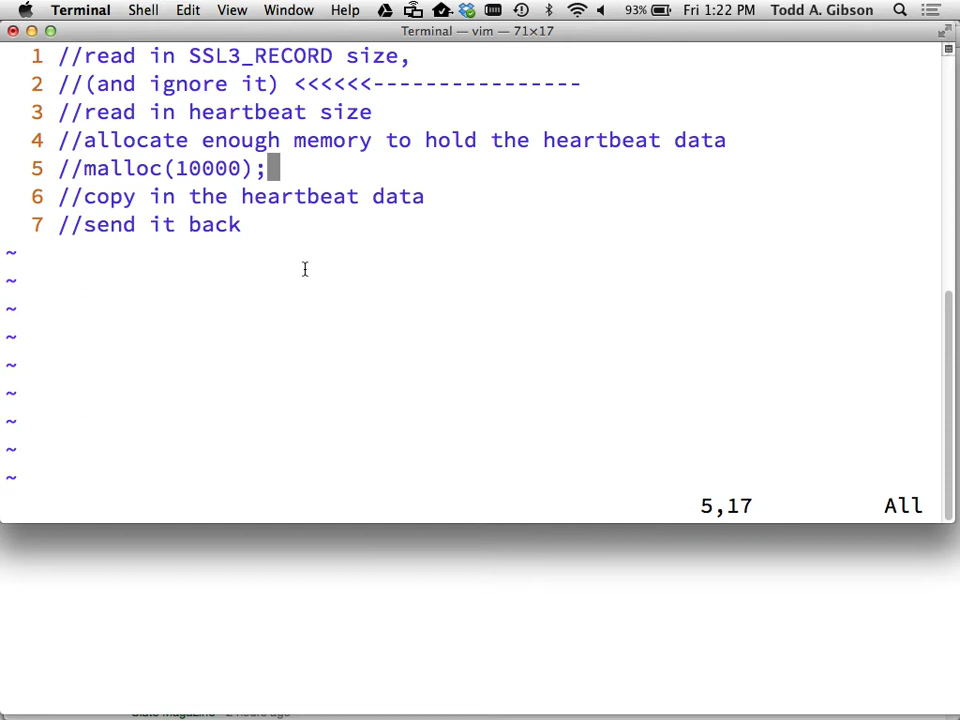 Terminal Shell Edit View Window Help 93% Fri 1:22 PM Todd A. Gibson
Terminal — vim — 71×17
1 //read in SSL3_RECORD size,
2 //(and ignore it) <<<<<<----------------
3 //read in heartbeat size
4 //allocate enough memory to hold the heartbeat data
5 //malloc(10000);
6 //copy in the heartbeat data
7 //send it back
~
~
~
~
~
~
~
~
~
5,17 All